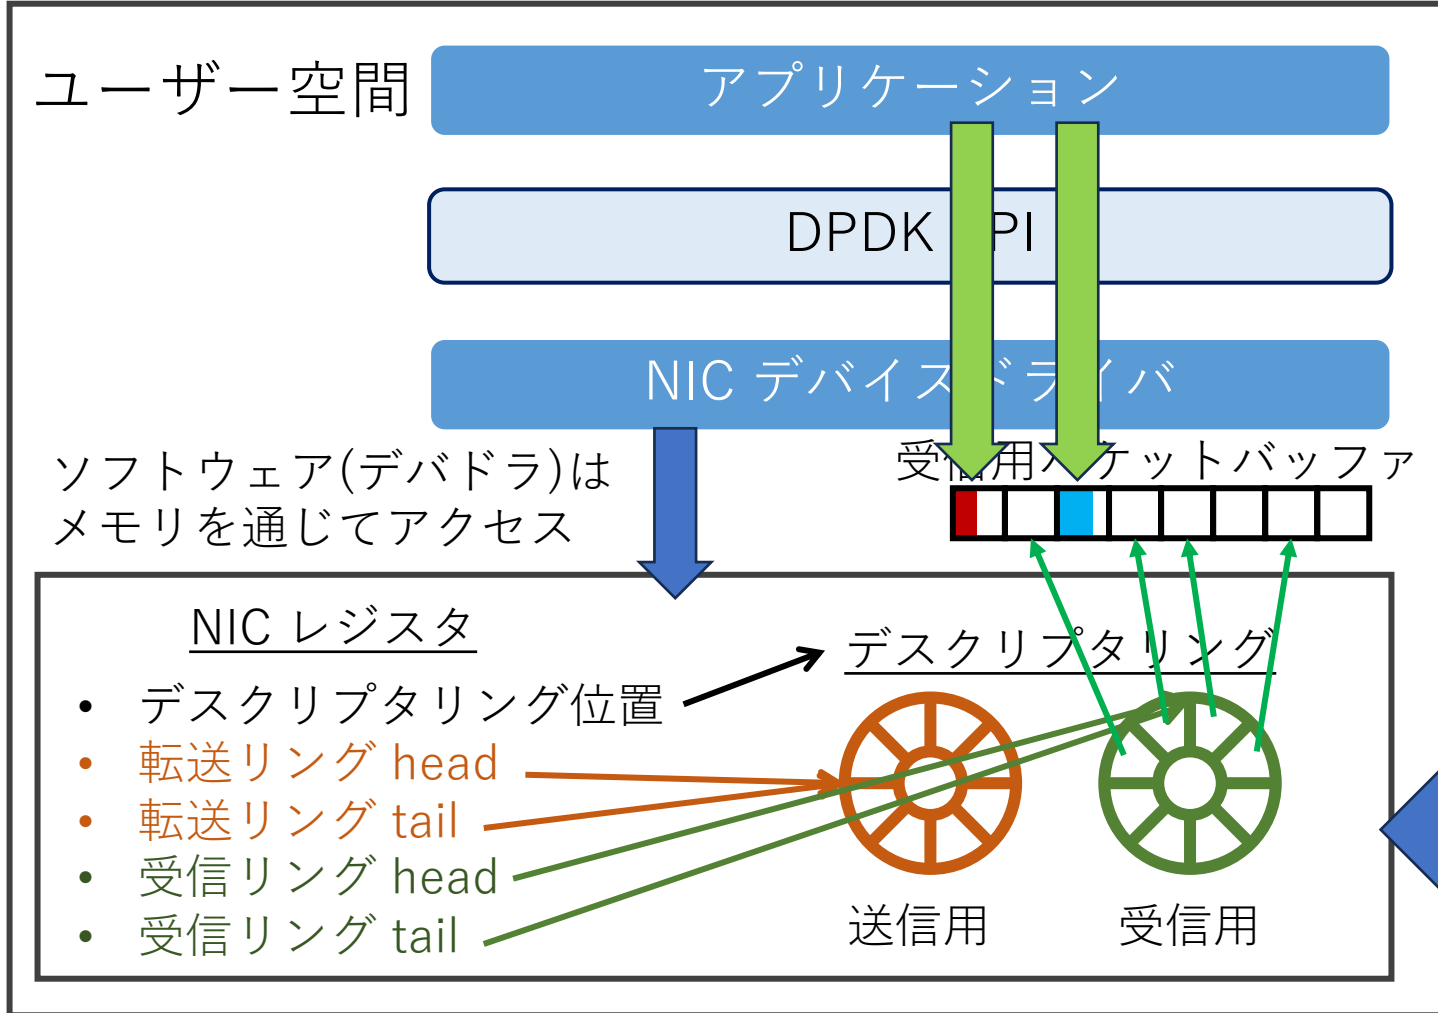 ユーザー空間
アプリケーション
DPDK PI
NIC デバイスドライバ
ソフトウェア(デバドラ)は
メモリを通じてアクセス
受信用パケットバッファ
NIC レジスタ
• デスクリプタリング位置
• 転送リング head
• 転送リング tail
• 受信リング head
• 受信リング tail
デスクリプタリング
送信用
受信用